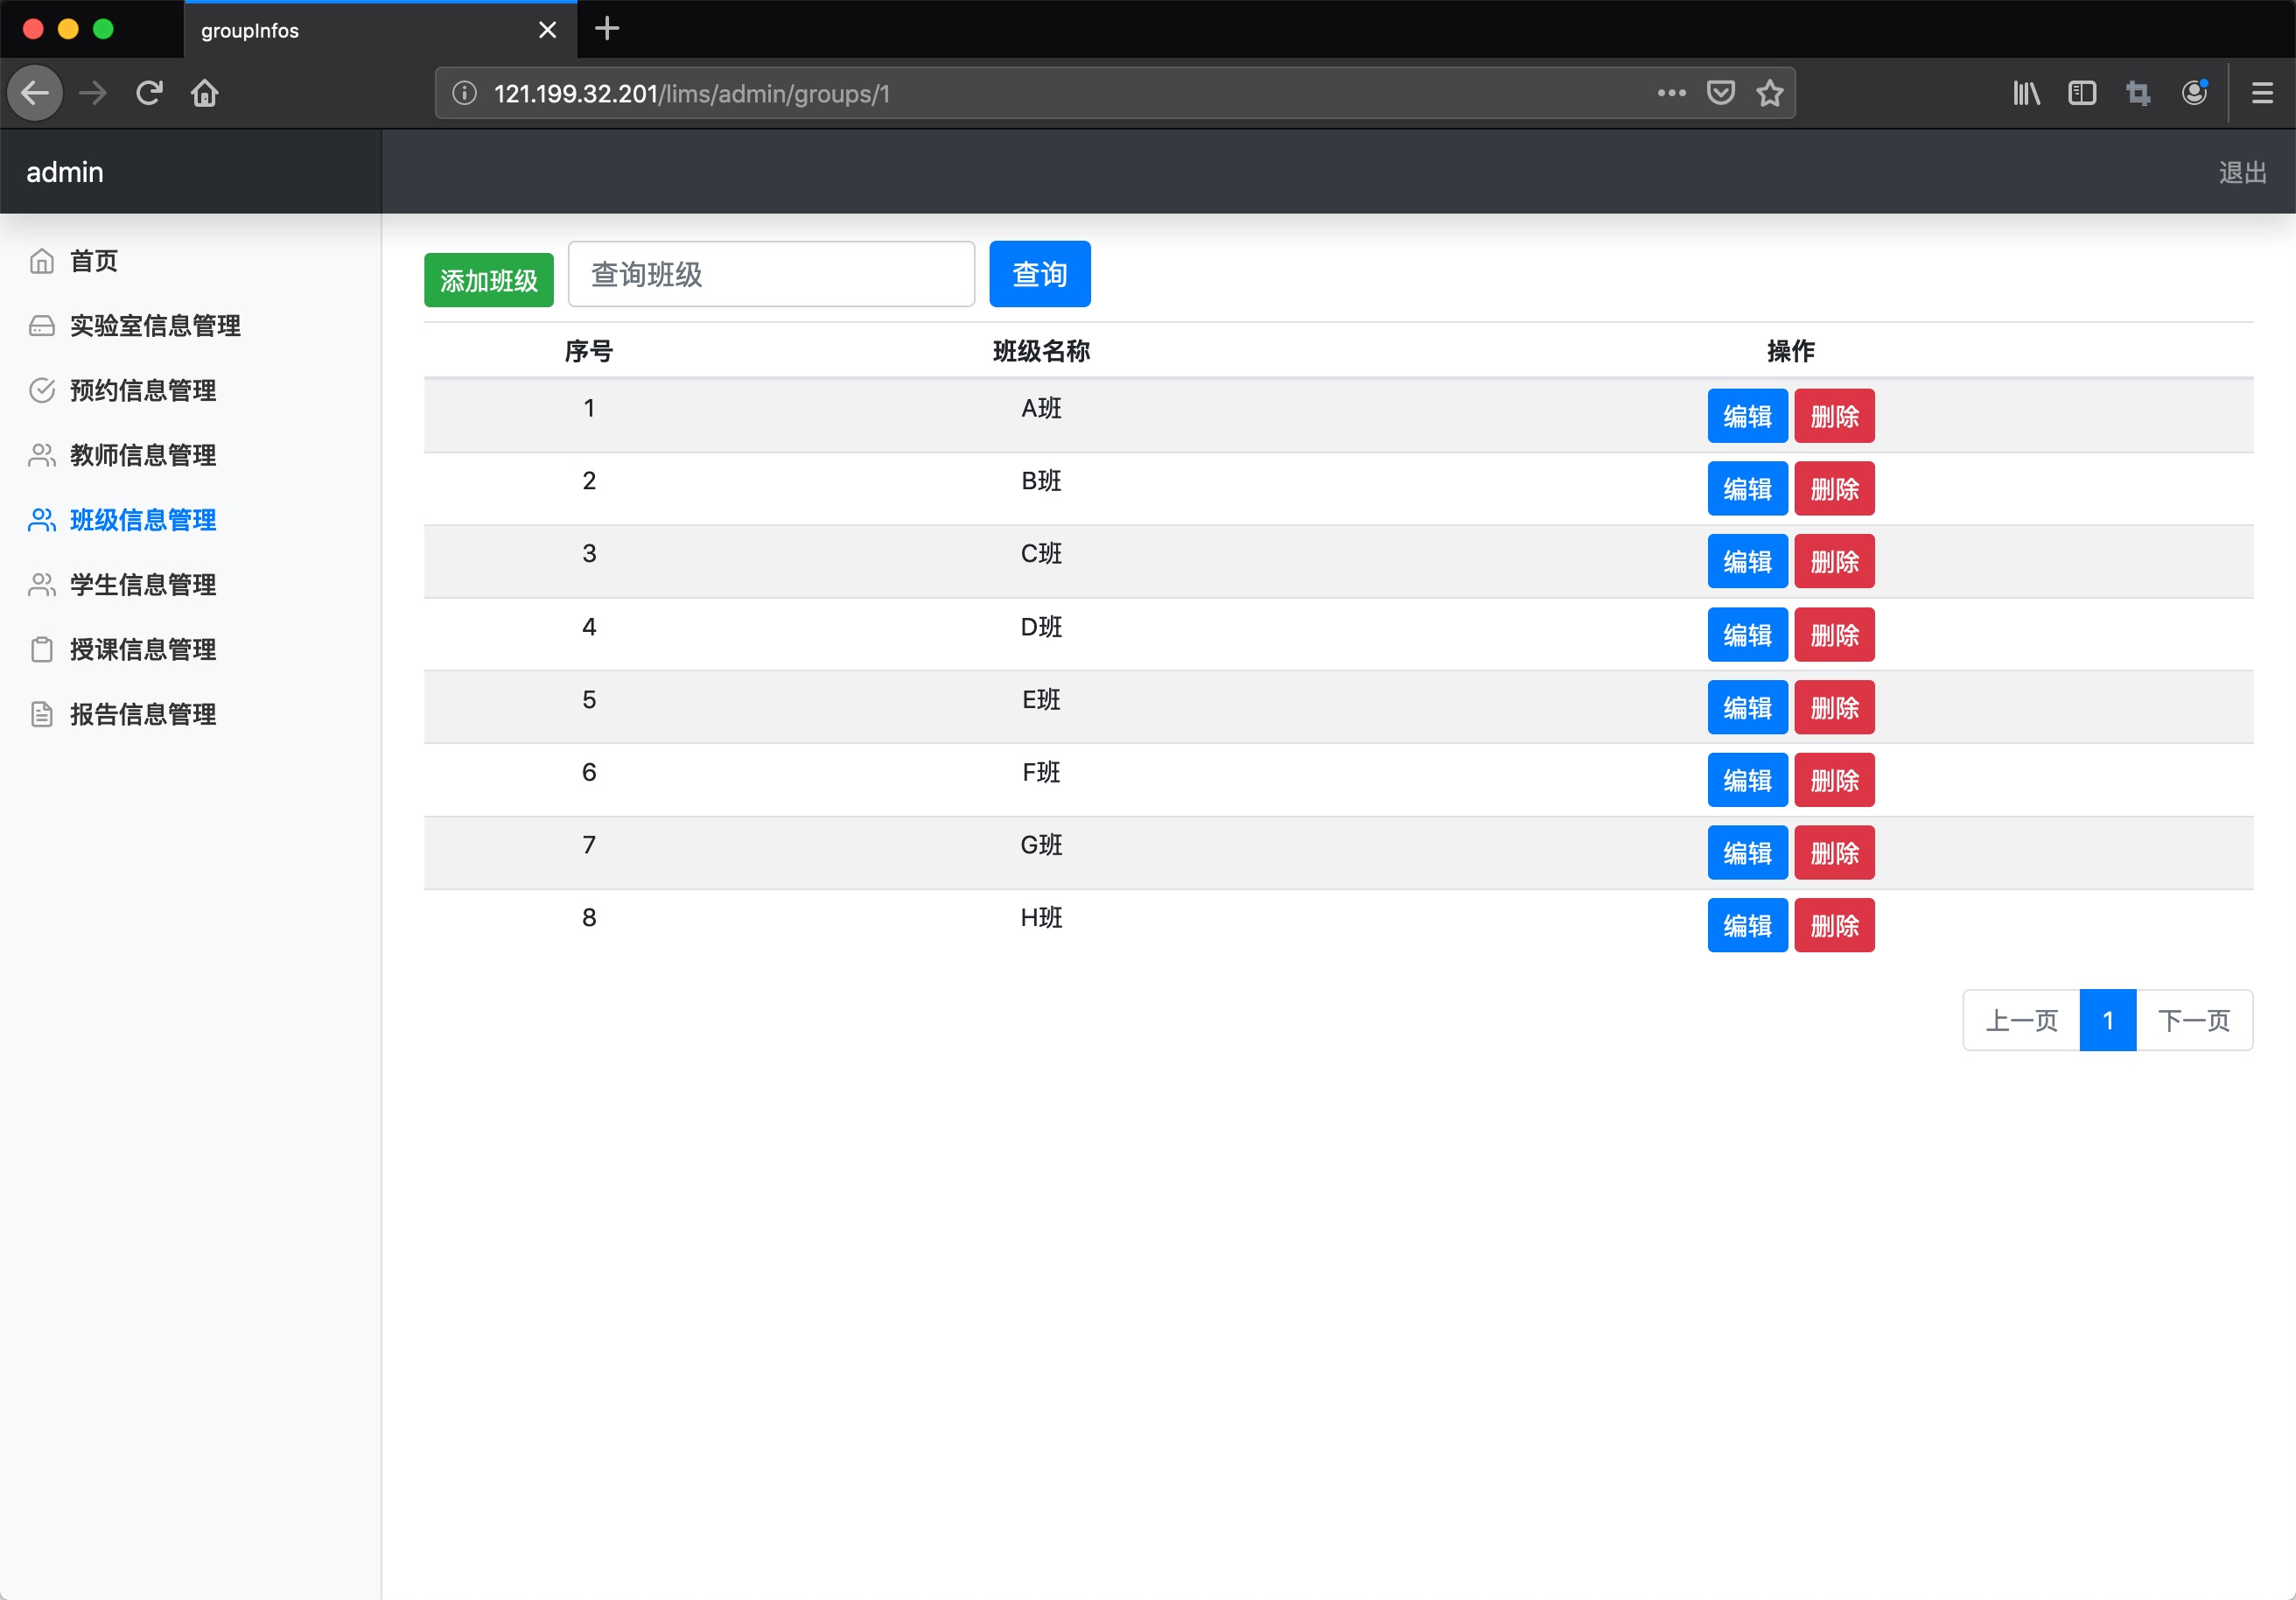 groupInfos
121.199.32.201/lims/admin/groups/1
admin
退出
首页
实验室信息管理
预约信息管理
教师信息管理
班级信息管理
学生信息管理
授课信息管理
报告信息管理
添加班级 查询班级 查询
序号 班级名称 操作
1 A班 编辑 删除
2 B班 编辑 删除
3 C班 编辑 删除
4 D班 编辑 删除
5 E班 编辑 删除
6 F班 编辑 删除
7 G班 编辑 删除
8 H班 编辑 删除
上一页 1 下一页